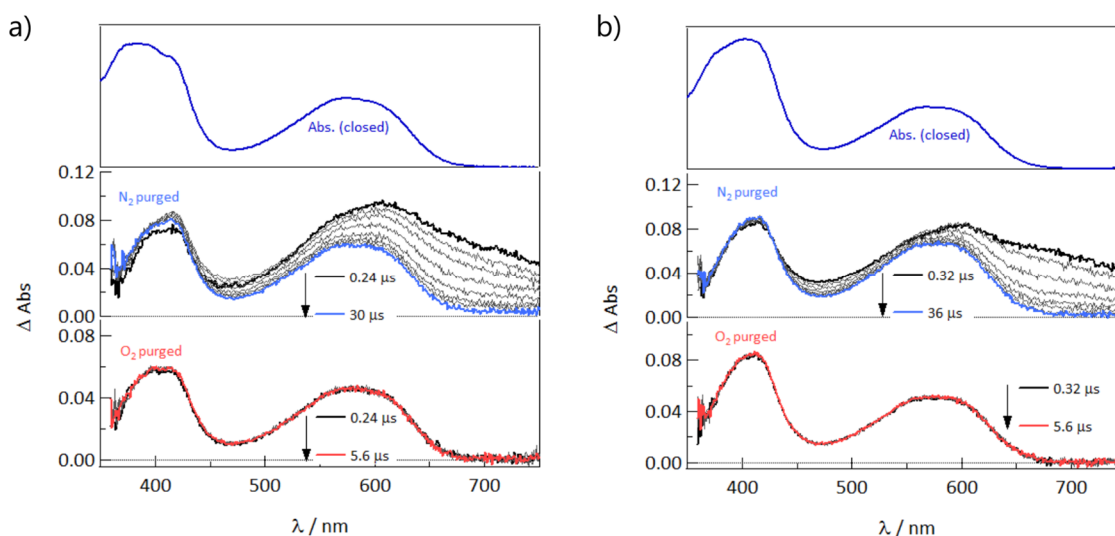 a)
Abs. (closed)
0.12
N₂ purged
0.08
0.04
0.24 μs
30 μs
0.00
Δ Abs
O₂ purged
0.08
0.04
0.24 μs
5.6 μs
0.00
400 500 600 700
λ / nm
b)
Abs. (closed)
0.12
N₂ purged
0.08
0.04
0.32 μs
36 μs
0.00
Δ Abs
O₂ purged
0.08
0.04
0.32 μs
5.6 μs
0.00
400 500 600 700
λ / nm